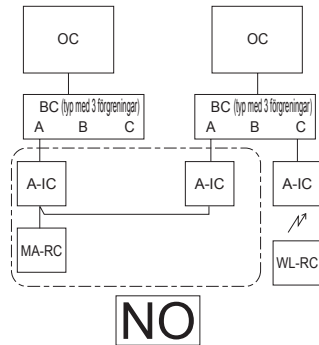 OC OC
BC (typ med 3 förgreningar) BC (typ med 3 förgreningar)
A B C A B C
A-IC A-IC A-IC
MA-RC WL-RC
NO